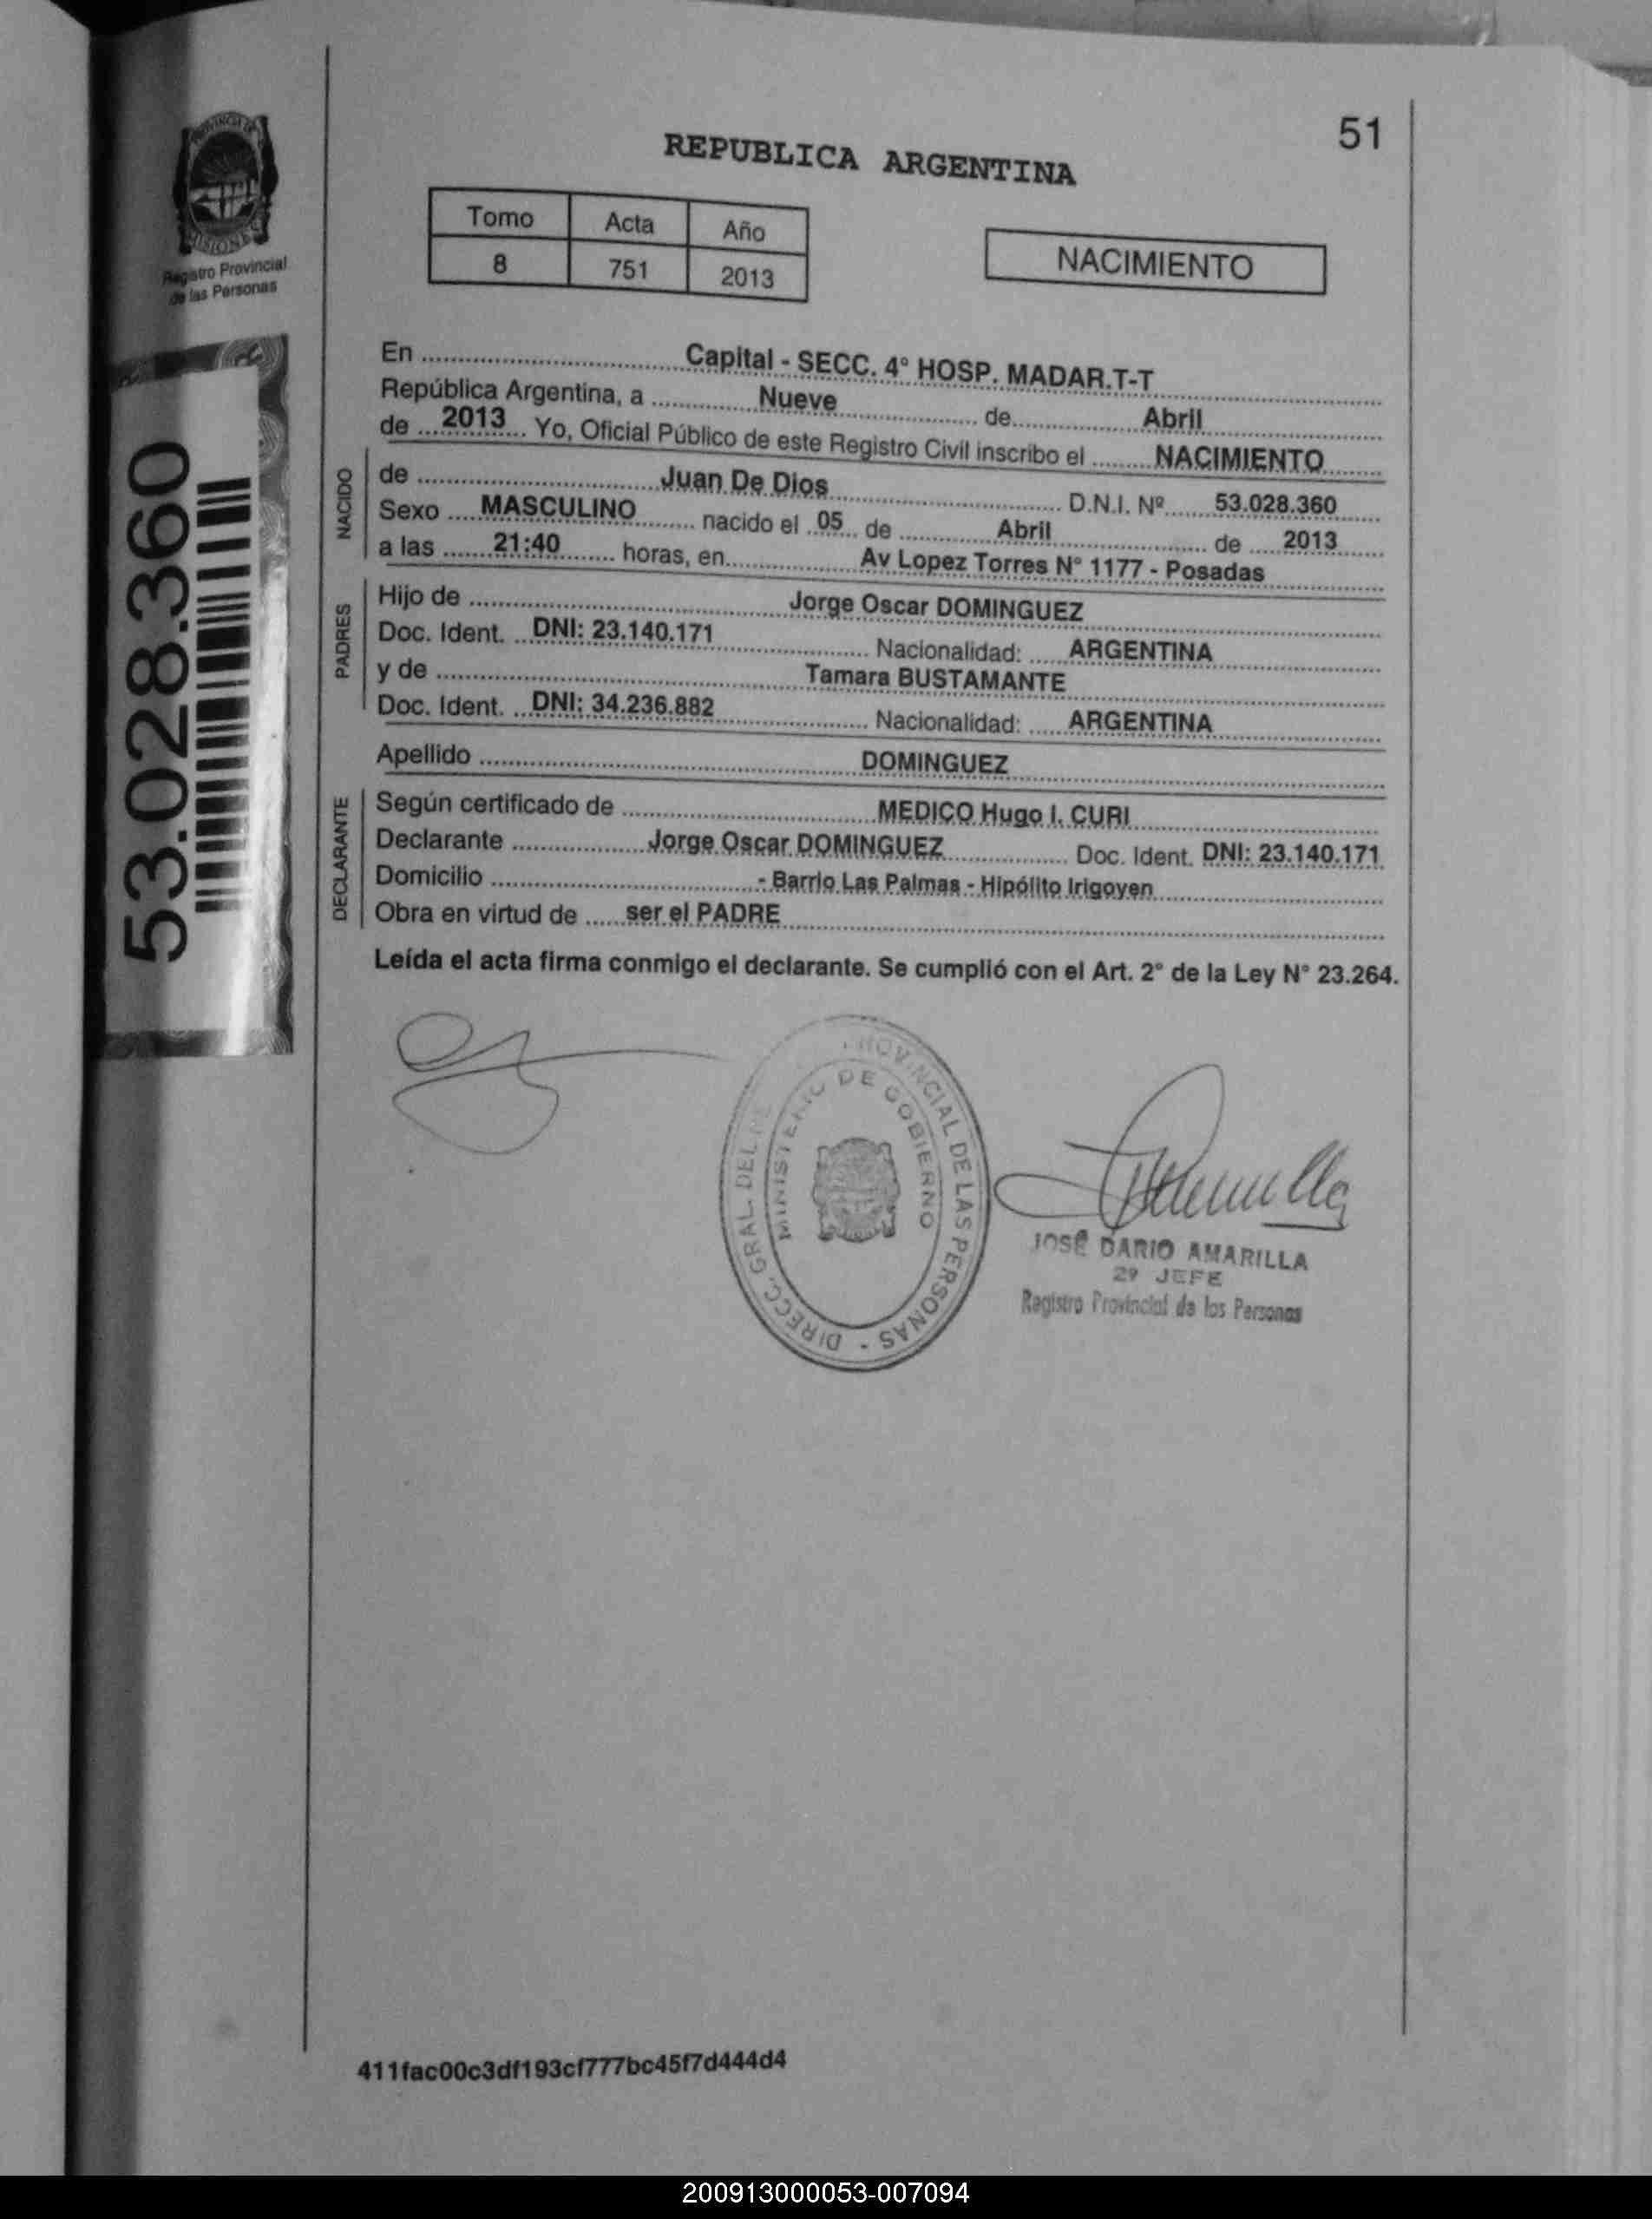 51
REPUBLICA ARGENTINA
PROVINCIA DE
MISIONES
Registro Provincial
de las Personas
Tomo Acta Año
8 751 2013
NACIMIENTO
53.028.360
En ... Capital - SECC. 4° HOSP. MADAR.T-T
República Argentina, a ... Nueve ... de ... Abril
de ... 2013 ... Yo, Oficial Público de este Registro Civil inscribo el ... NACIMIENTO
NACIDO
de ... Juan De Dios ... D.N.I. Nº ... 53.028.360
Sexo ... MASCULINO ... nacido el ... 05 ... de ... Abril ... de ... 2013
a las ... 21:40 ... horas, en ... Av Lopez Torres N° 1177 - Posadas
PADRES
Hijo de ... Jorge Oscar DOMINGUEZ
Doc. Ident. ... DNI: 23.140.171 ... Nacionalidad: ... ARGENTINA
y de ... Tamara BUSTAMANTE
Doc. Ident. ... DNI: 34.236.882 ... Nacionalidad: ... ARGENTINA
Apellido ... DOMINGUEZ
DECLARANTE
Según certificado de ... MEDICO Hugo I. CURI
Declarante ... Jorge Oscar DOMINGUEZ ... Doc. Ident. DNI: 23.140.171
Domicilio ... - Barrio Las Palmas - Hipólito Irigoyen
Obra en virtud de ... ser el PADRE
Leída el acta firma conmigo el declarante. Se cumplió con el Art. 2° de la Ley N° 23.264.
DIRECC. GRAL. DEL PROVINCIAL DE LAS PERSONAS -
MINISTERIO DE GOBIERNO
JOSÉ DARIO AMARILLA
2º JEFE
Registro Provincial de las Personas
411fac00c3df193cf777bc45f7d444d4
200913000053-007094